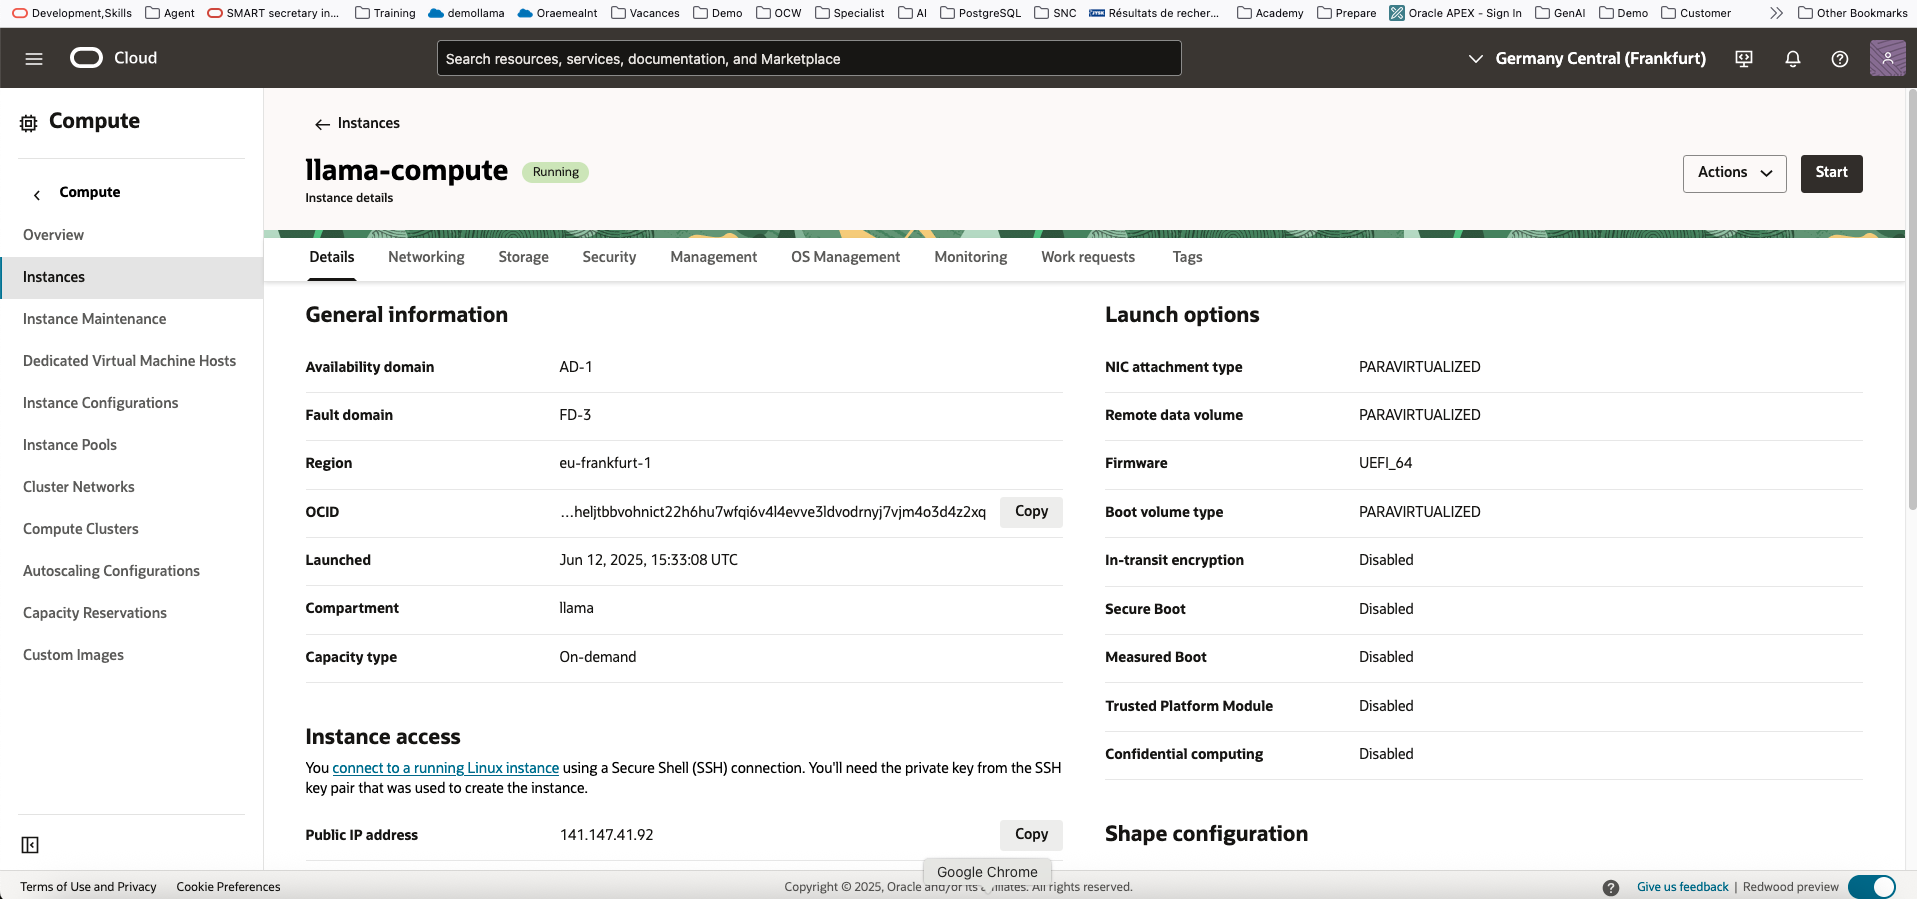 Development,Skills Agent SMART secretary in... Training demollama OraemeaInt Vacances Demo OCW Specialist AI PostgreSQL SNC Résultats de recher... Academy Prepare Oracle APEX - Sign In GenAI Demo Customer Other Bookmarks
Cloud
Search resources, services, documentation, and Marketplace
Germany Central (Frankfurt)
Compute
Compute
Overview
Instances
Instance Maintenance
Dedicated Virtual Machine Hosts
Instance Configurations
Instance Pools
Cluster Networks
Compute Clusters
Autoscaling Configurations
Capacity Reservations
Custom Images
Instances
llama-compute Running
Instance details
Actions Start
Details Networking Storage Security Management OS Management Monitoring Work requests Tags
General information
Availability domain AD-1
Fault domain FD-3
Region eu-frankfurt-1
OCID ...heljtbbvohnict22h6hu7wfqi6v4l4evve3ldvodrnyj7vjm4o3d4z2xq Copy
Launched Jun 12, 2025, 15:33:08 UTC
Compartment llama
Capacity type On-demand
Instance access
You connect to a running Linux instance using a Secure Shell (SSH) connection. You'll need the private key from the SSH
key pair that was used to create the instance.
Public IP address 141.147.41.92 Copy
Launch options
NIC attachment type PARAVIRTUALIZED
Remote data volume PARAVIRTUALIZED
Firmware UEFI_64
Boot volume type PARAVIRTUALIZED
In-transit encryption Disabled
Secure Boot Disabled
Measured Boot Disabled
Trusted Platform Module Disabled
Confidential computing Disabled
Shape configuration
Google Chrome
Terms of Use and Privacy Cookie Preferences
Copyright © 2025, Oracle and/or its affiliates. All rights reserved.
Give us feedback | Redwood preview